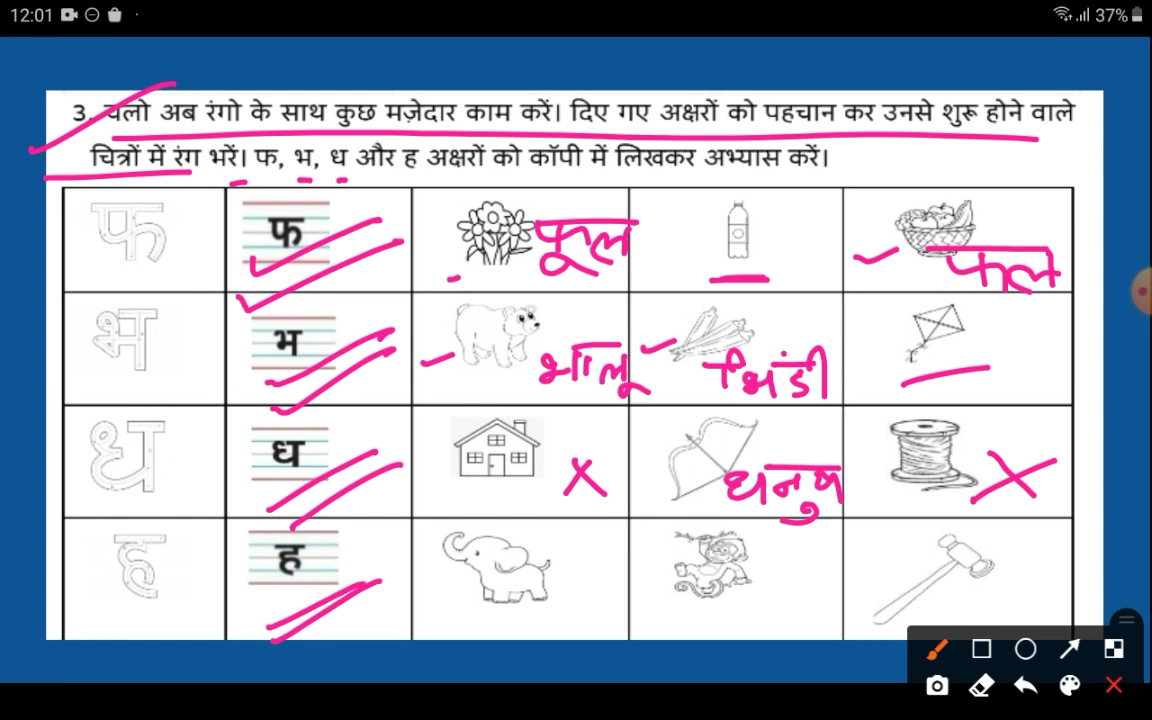 12:01
37%
3. चलो अब रंगो के साथ कुछ मज़ेदार काम करें। दिए गए अक्षरों को पहचान कर उनसे शुरू होने वाले
चित्रों में रंग भरें। फ, भ, ध और ह अक्षरों को कॉपी में लिखकर अभ्यास करें।
फ फ फूल फल
भ भ भालू भिंडी
ध ध X धनुष X
ह ह